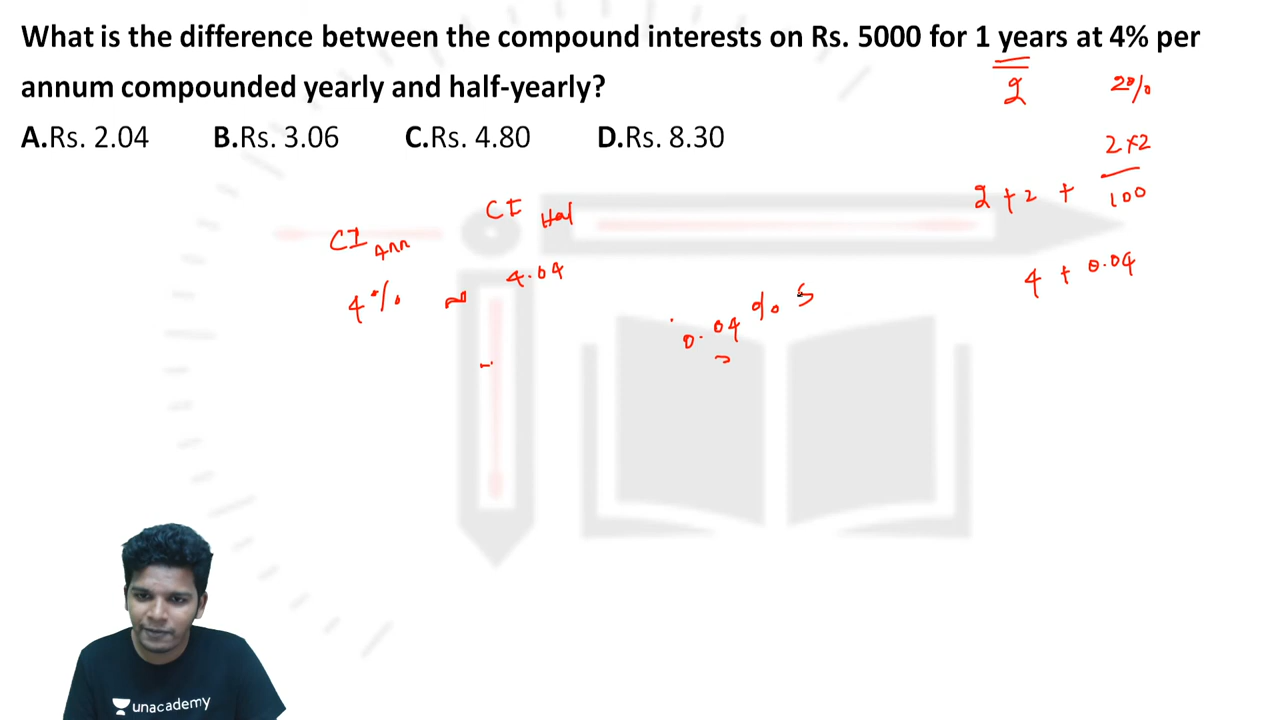 What is the difference between the compound interests on Rs. 5000 for 1 years at 4% per
annum compounded yearly and half-yearly?
2 2%
A.Rs. 2.04 B.Rs. 3.06 C.Rs. 4.80 D.Rs. 8.30
2 + 2 + 2×2
100
CI Hal
CI Ann
4 + 0.04
4% ~ 4.04
0.04 % 5
unacademy